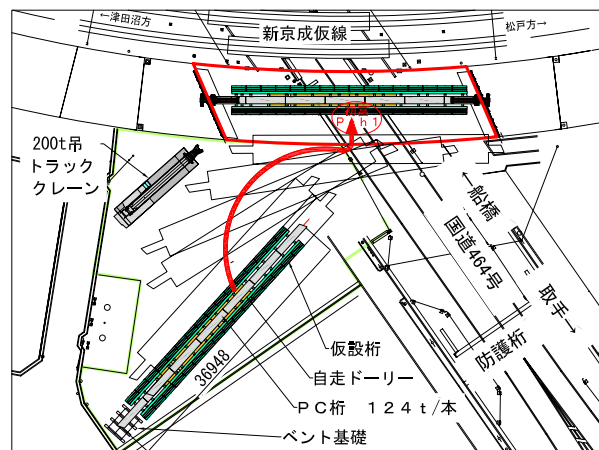 ←津田沼方
新京成仮線
松戸方→
200t吊
トラック
クレーン
←船橋
国道464号
取手→
防護桁
36948
仮設桁
自走ドーリー
PC桁 124t/本
ベント基礎